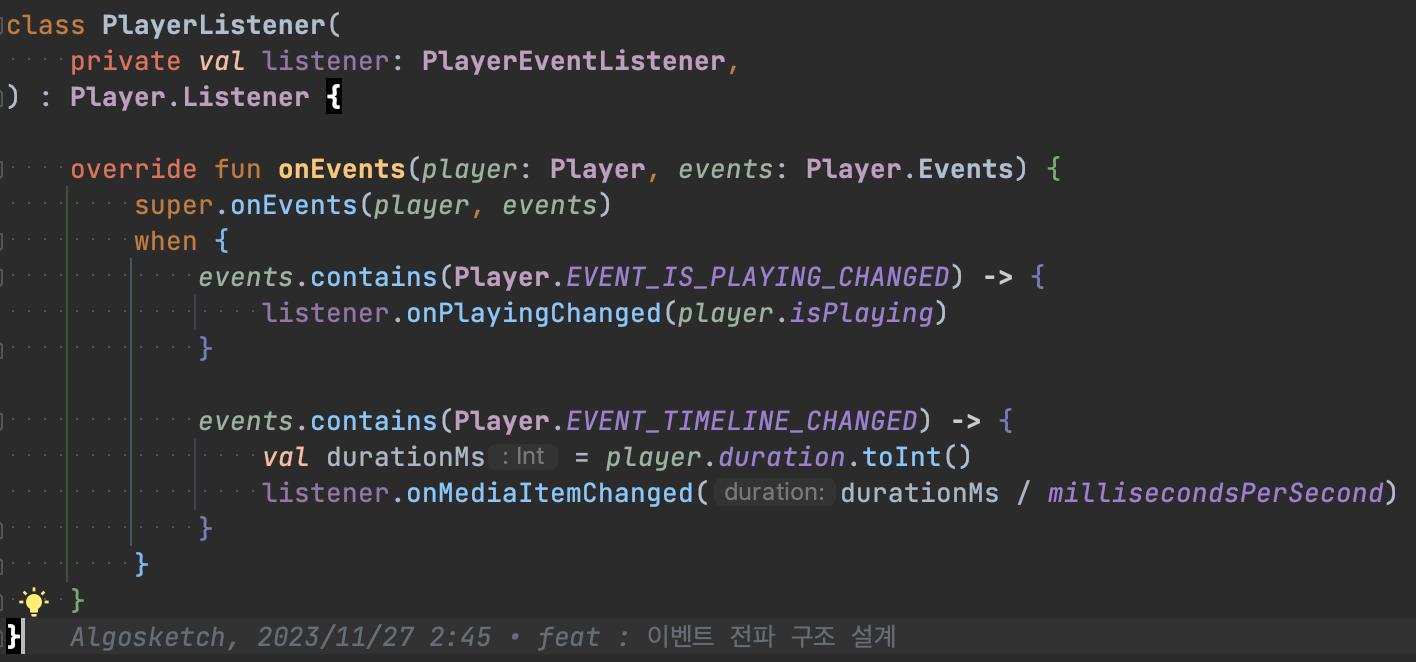 class PlayerListener(
    private val listener: PlayerEventListener,
) : Player.Listener {
    override fun onEvents(player: Player, events: Player.Events) {
        super.onEvents(player, events)
        when {
            events.contains(Player.EVENT_IS_PLAYING_CHANGED) -> {
                listener.onPlayingChanged(player.isPlaying)
            }
            events.contains(Player.EVENT_TIMELINE_CHANGED) -> {
                val durationMs : Int = player.duration.toInt()
                listener.onMediaItemChanged( duration: durationMs / millisecondsPerSecond)
            }
        }
    }
} Algosketch, 2023/11/27 2:45 • feat : 이벤트 전파 구조 설계